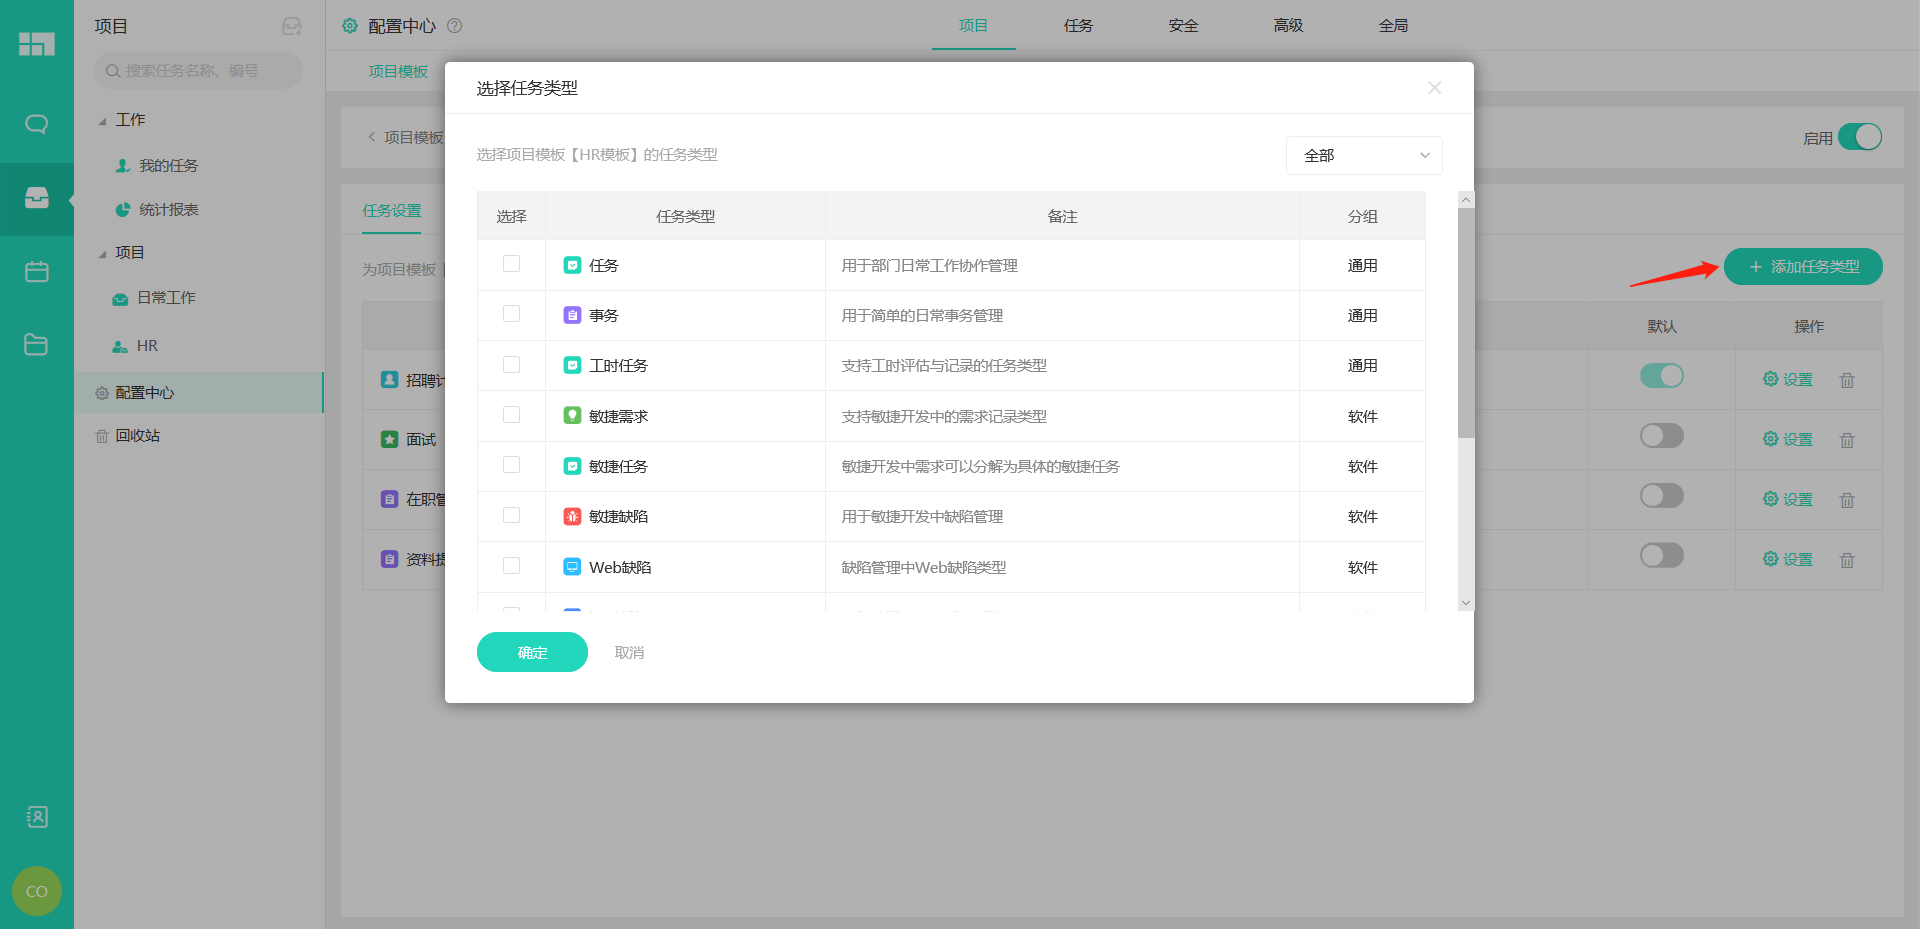 项目
搜索任务名称、编号
工作
我的任务
统计报表
项目
日常工作
HR
配置中心
回收站
CO
配置中心
项目
任务
安全
高级
全局
项目模板
项目模板
启用
任务设置
为项目模板
添加任务类型
默认
操作
招聘
设置
面试
设置
在职
设置
资料
设置
选择任务类型
选择项目模板【HR模板】的任务类型
全部
选择 任务类型 备注 分组
任务 用于部门日常工作协作管理 通用
事务 用于简单的日常事务管理 通用
工时任务 支持工时评估与记录的任务类型 通用
敏捷需求 支持敏捷开发中的需求记录类型 软件
敏捷任务 敏捷开发中需求可以分解为具体的敏捷任务 软件
敏捷缺陷 用于敏捷开发中缺陷管理 软件
Web缺陷 缺陷管理中Web缺陷类型 软件
确定
取消